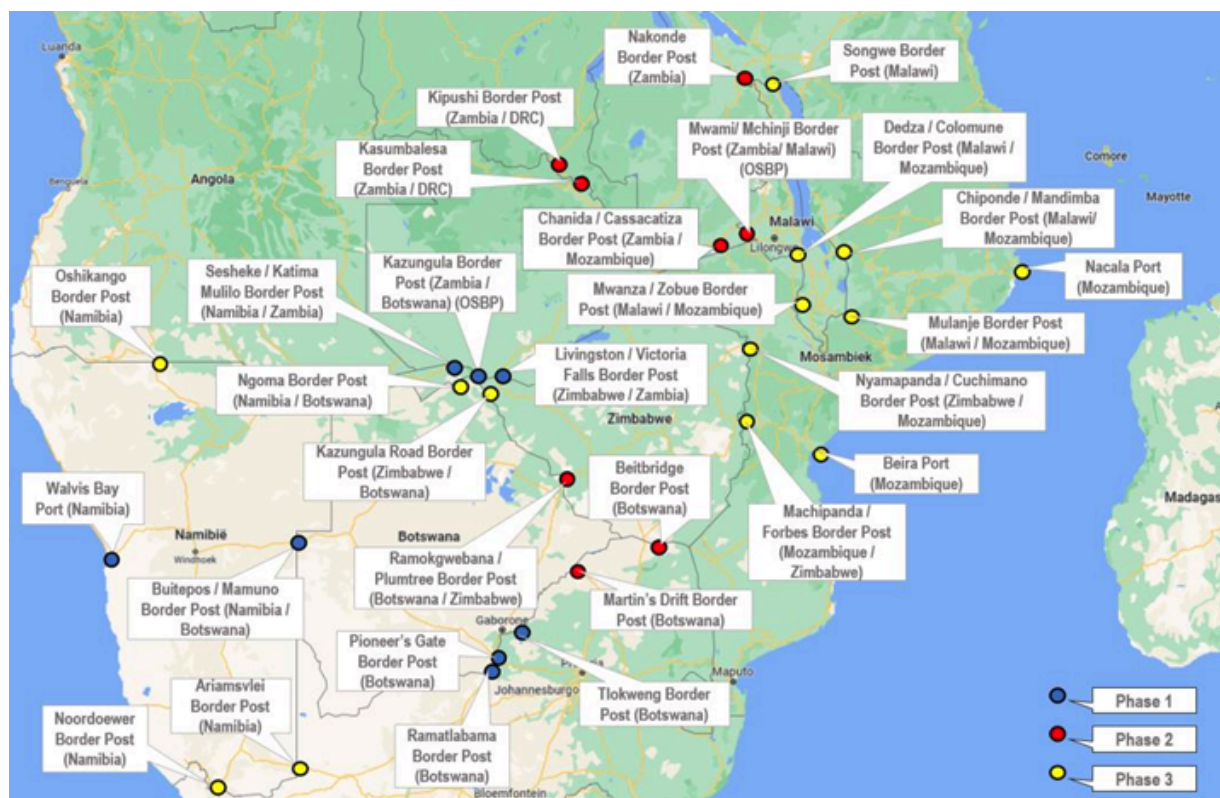 Luanda
Nakonde
Border Post
(Zambia)
Songwe Border
Post (Malawi)
Kipushi Border Post
(Zambia / DRC)
Mwami/ Mchinji Border
Post (Zambia/ Malawi)
(OSBP)
Dedza / Colomune
Border Post (Malawi /
Mozambique)
Kasumbalesa
Border Post
(Zambia / DRC)
Comore
Benguela
Angola
Mayotte
Chiponde / Mandimba
Border Post (Malawi/
Mozambique)
Chanida / Cassacatiza
Border Post (Zambia /
Mozambique)
Malawi
Lilongwe
Oshikango
Border Post
(Namibia)
Sesheke / Katima
Mulilo Border Post
(Namibia / Zambia)
Kazungula Border
Post (Zambia /
Botswana) (OSBP)
Nacala Port
(Mozambique)
Mwanza / Zobue Border
Post (Malawi / Mozambique)
Mulanje Border Post
(Malawi / Mozambique)
Mosambiek
Ngoma Border Post
(Namibia / Botswana)
Livingston / Victoria
Falls Border Post
(Zimbabwe / Zambia)
Nyamapanda / Cuchimano
Border Post (Zimbabwe /
Mozambique)
Zimbabwe
Kazungula Road Border
Post (Zimbabwe /
Botswana)
Beitbridge
Border Post
(Botswana)
Beira Port
(Mozambique)
Walvis Bay
Port (Namibia)
Madagas
Machipanda /
Forbes Border Post
(Mozambique /
Zimbabwe)
Namibië
Windhoek
Botswana
Ramokgwebana /
Plumtree Border Post
(Botswana / Zimbabwe)
Buitepos / Mamuno
Border Post (Namibia /
Botswana)
Martin's Drift Border
Post (Botswana)
Gaborone
Pioneer's Gate
Border Post
(Botswana)
Maputo
Johannesburgo
Tlokweng Border
Post (Botswana)
Ariamsvlei
Border Post
(Namibia)
Noordoewer
Border Post
(Namibia)
Ramatlabama
Border Post
(Botswana)
Bloemfontein
Phase 1
Phase 2
Phase 3